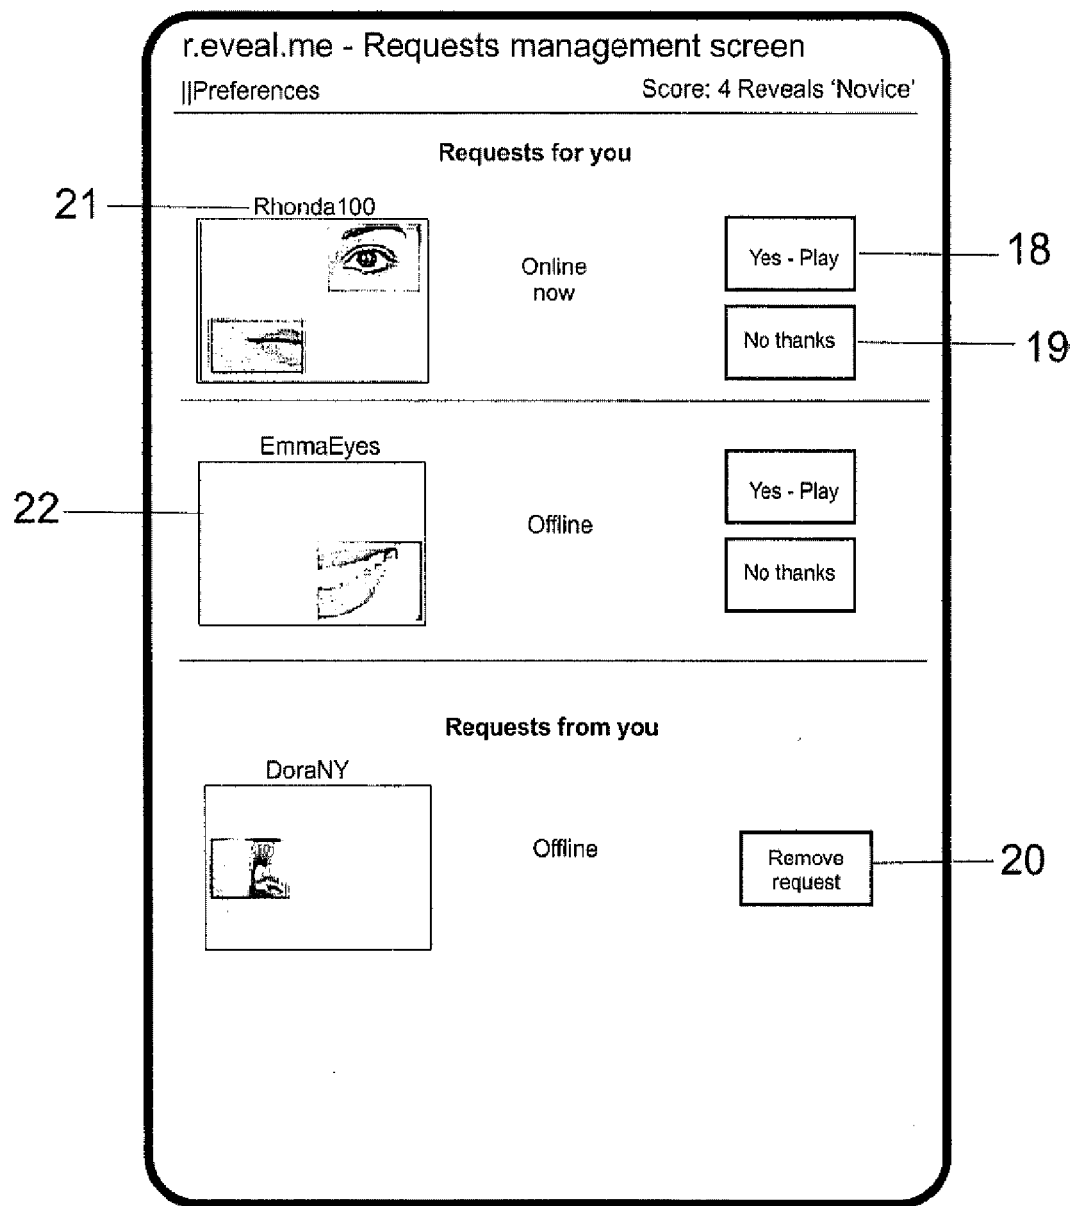 r.eveal.me - Requests management screen
||Preferences
Score: 4 Reveals 'Novice'
Requests for you
21
Rhonda100
Online
now
Yes - Play
18
No thanks
19
EmmaEyes
22
Offline
Yes - Play
No thanks
Requests from you
DoraNY
Offline
Remove
request
20